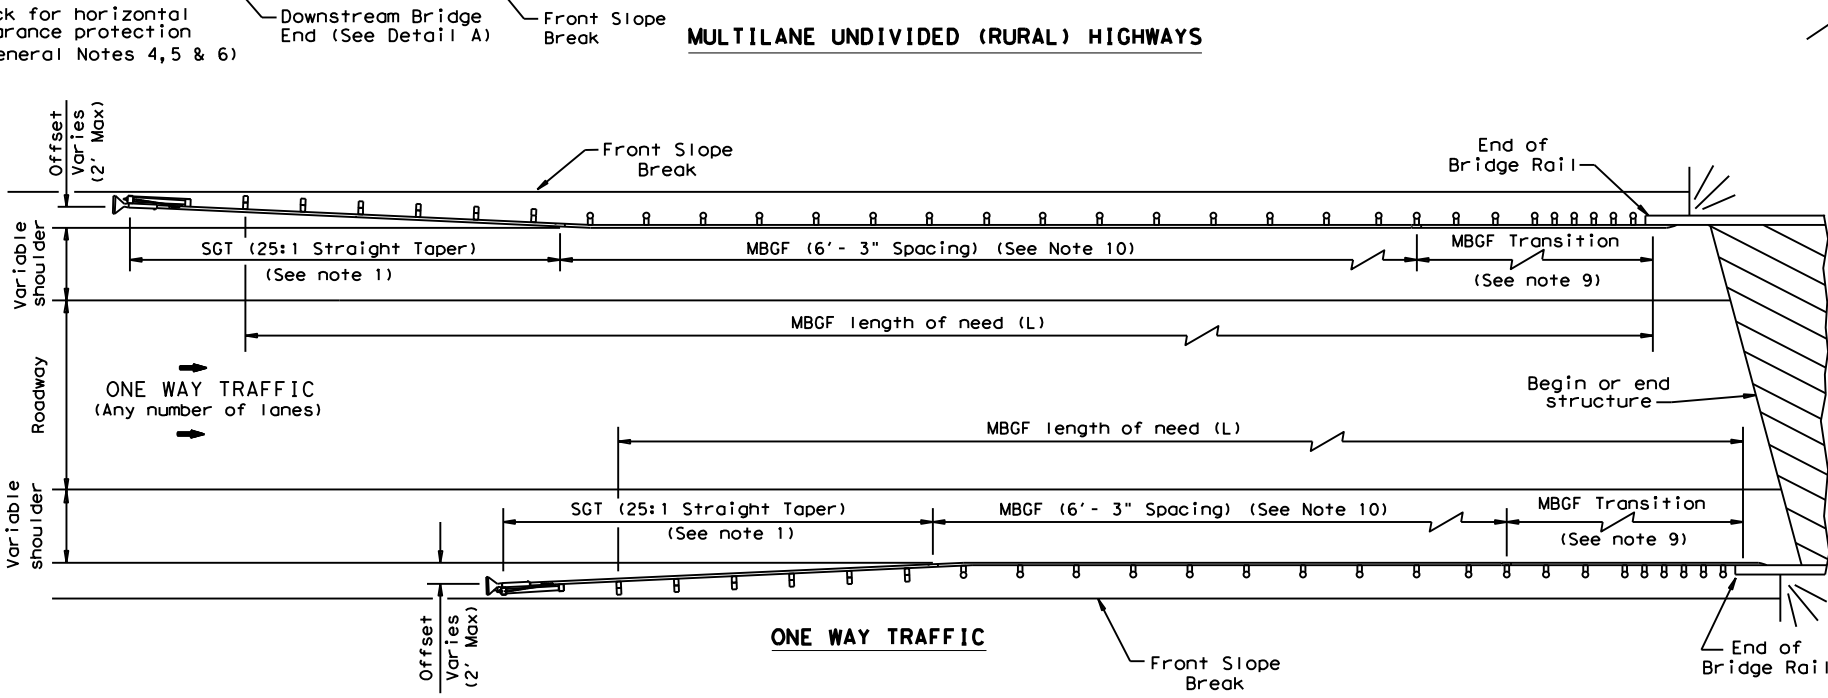 ck for horizontal
arance protection
eneral Notes 4,5 & 6)
Downstream Bridge
End (See Detail A)
Front Slope
Break
MULTILANE UNDIVIDED (RURAL) HIGHWAYS
Offset
Varies
(2' Max)
Front Slope
Break
End of
Bridge Rail
Variable
shoulder
SGT (25:1 Straight Taper)
(See note 1)
MBGF (6'- 3" Spacing) (See Note 10)
MBGF Transition
(See note 9)
MBGF length of need (L)
Roadway
ONE WAY TRAFFIC
(Any number of lanes)
Begin or end
structure
MBGF length of need (L)
Variable
shoulder
SGT (25:1 Straight Taper)
(See note 1)
MBGF (6'- 3" Spacing) (See Note 10)
MBGF Transition
(See note 9)
Offset
Varies
(2' Max)
ONE WAY TRAFFIC
Front Slope
Break
End of
Bridge Rail